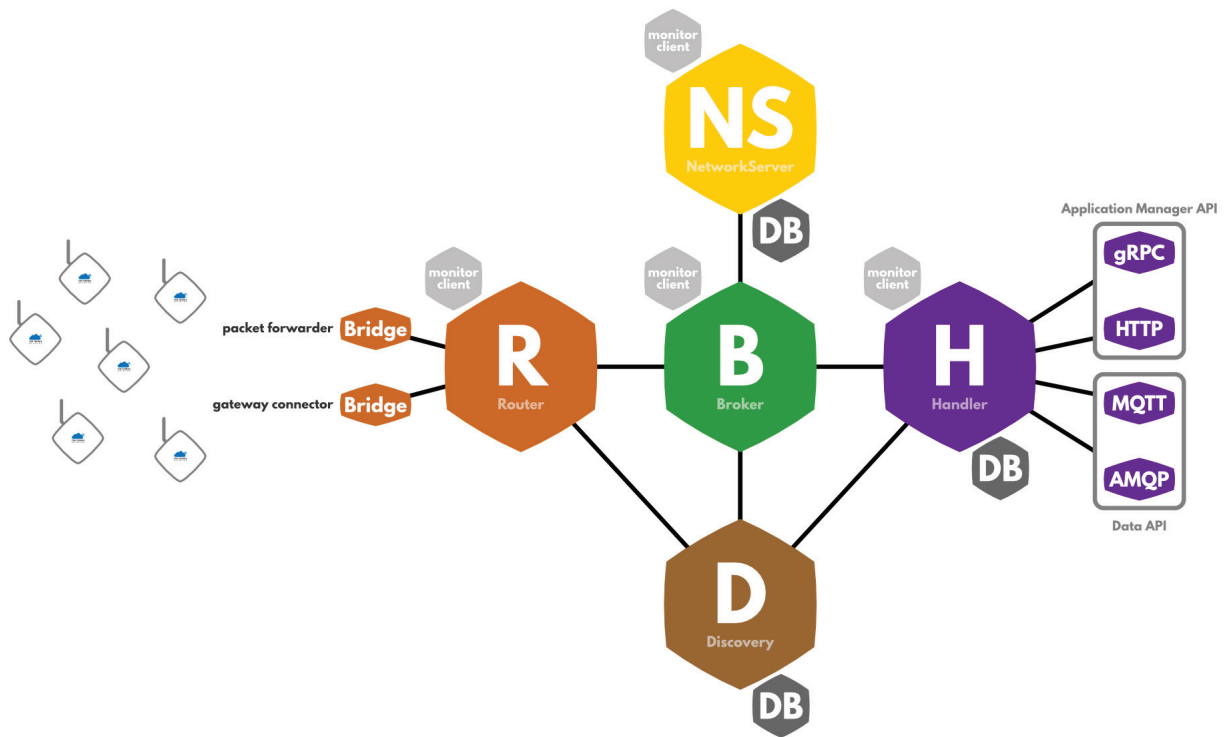 monitor
client
NS
NetworkServer
DB
Application Manager API
gRPC
HTTP
monitor
client
monitor
client
monitor
client
packet forwarder
Bridge
gateway connector
Bridge
R
Router
B
Broker
H
Handler
DB
MQTT
AMQP
Data API
D
Discovery
DB